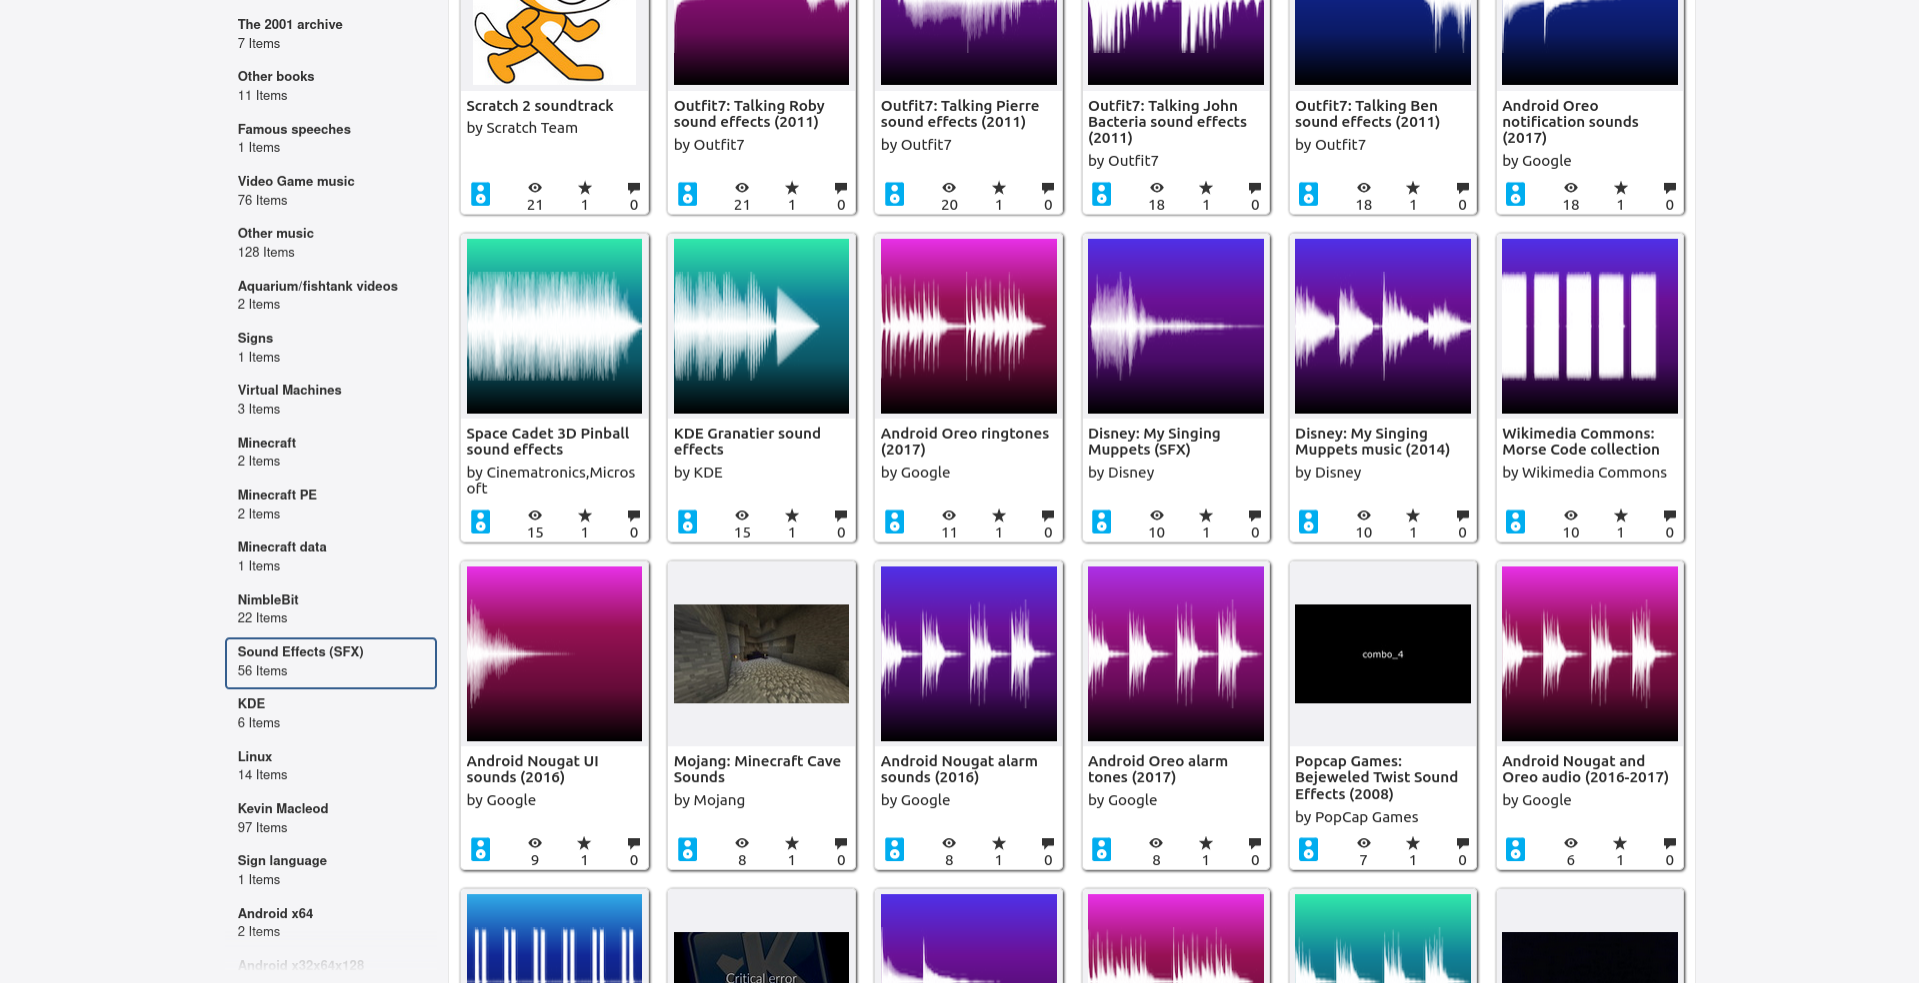 The 2001 archive
7 Items
Other books
11 Items
Famous speeches
1 Items
Video Game music
76 Items
Other music
128 Items
Aquarium/fishtank videos
2 Items
Signs
1 Items
Virtual Machines
3 Items
Minecraft
2 Items
Minecraft PE
2 Items
Minecraft data
1 Items
NimbleBit
22 Items
Sound Effects (SFX)
56 Items
KDE
6 Items
Linux
14 Items
Kevin Macleod
97 Items
Sign language
1 Items
Android x64
2 Items
Android x32x64x128
Scratch 2 soundtrack
by Scratch Team
21
1
0
Outfit7: Talking Roby
sound effects (2011)
by Outfit7
21
1
0
Outfit7: Talking Pierre
sound effects (2011)
by Outfit7
20
1
0
Outfit7: Talking John
Bacteria sound effects
(2011)
by Outfit7
18
1
0
Outfit7: Talking Ben
sound effects (2011)
by Outfit7
18
1
0
Android Oreo
notification sounds
(2017)
by Google
18
1
0
Space Cadet 3D Pinball
sound effects
by Cinematronics,Micros
oft
15
1
0
KDE Granatier sound
effects
by KDE
15
1
0
Android Oreo ringtones
(2017)
by Google
11
1
0
Disney: My Singing
Muppets (SFX)
by Disney
10
1
0
Disney: My Singing
Muppets music (2014)
by Disney
10
1
0
Wikimedia Commons:
Morse Code collection
by Wikimedia Commons
10
1
0
Android Nougat UI
sounds (2016)
by Google
9
1
0
Mojang: Minecraft Cave
Sounds
by Mojang
8
1
0
Android Nougat alarm
sounds (2016)
by Google
8
1
0
Android Oreo alarm
tones (2017)
by Google
8
1
0
combo_4
Popcap Games:
Bejeweled Twist Sound
Effects (2008)
by PopCap Games
7
1
0
Android Nougat and
Oreo audio (2016-2017)
by Google
6
1
0
Critical error